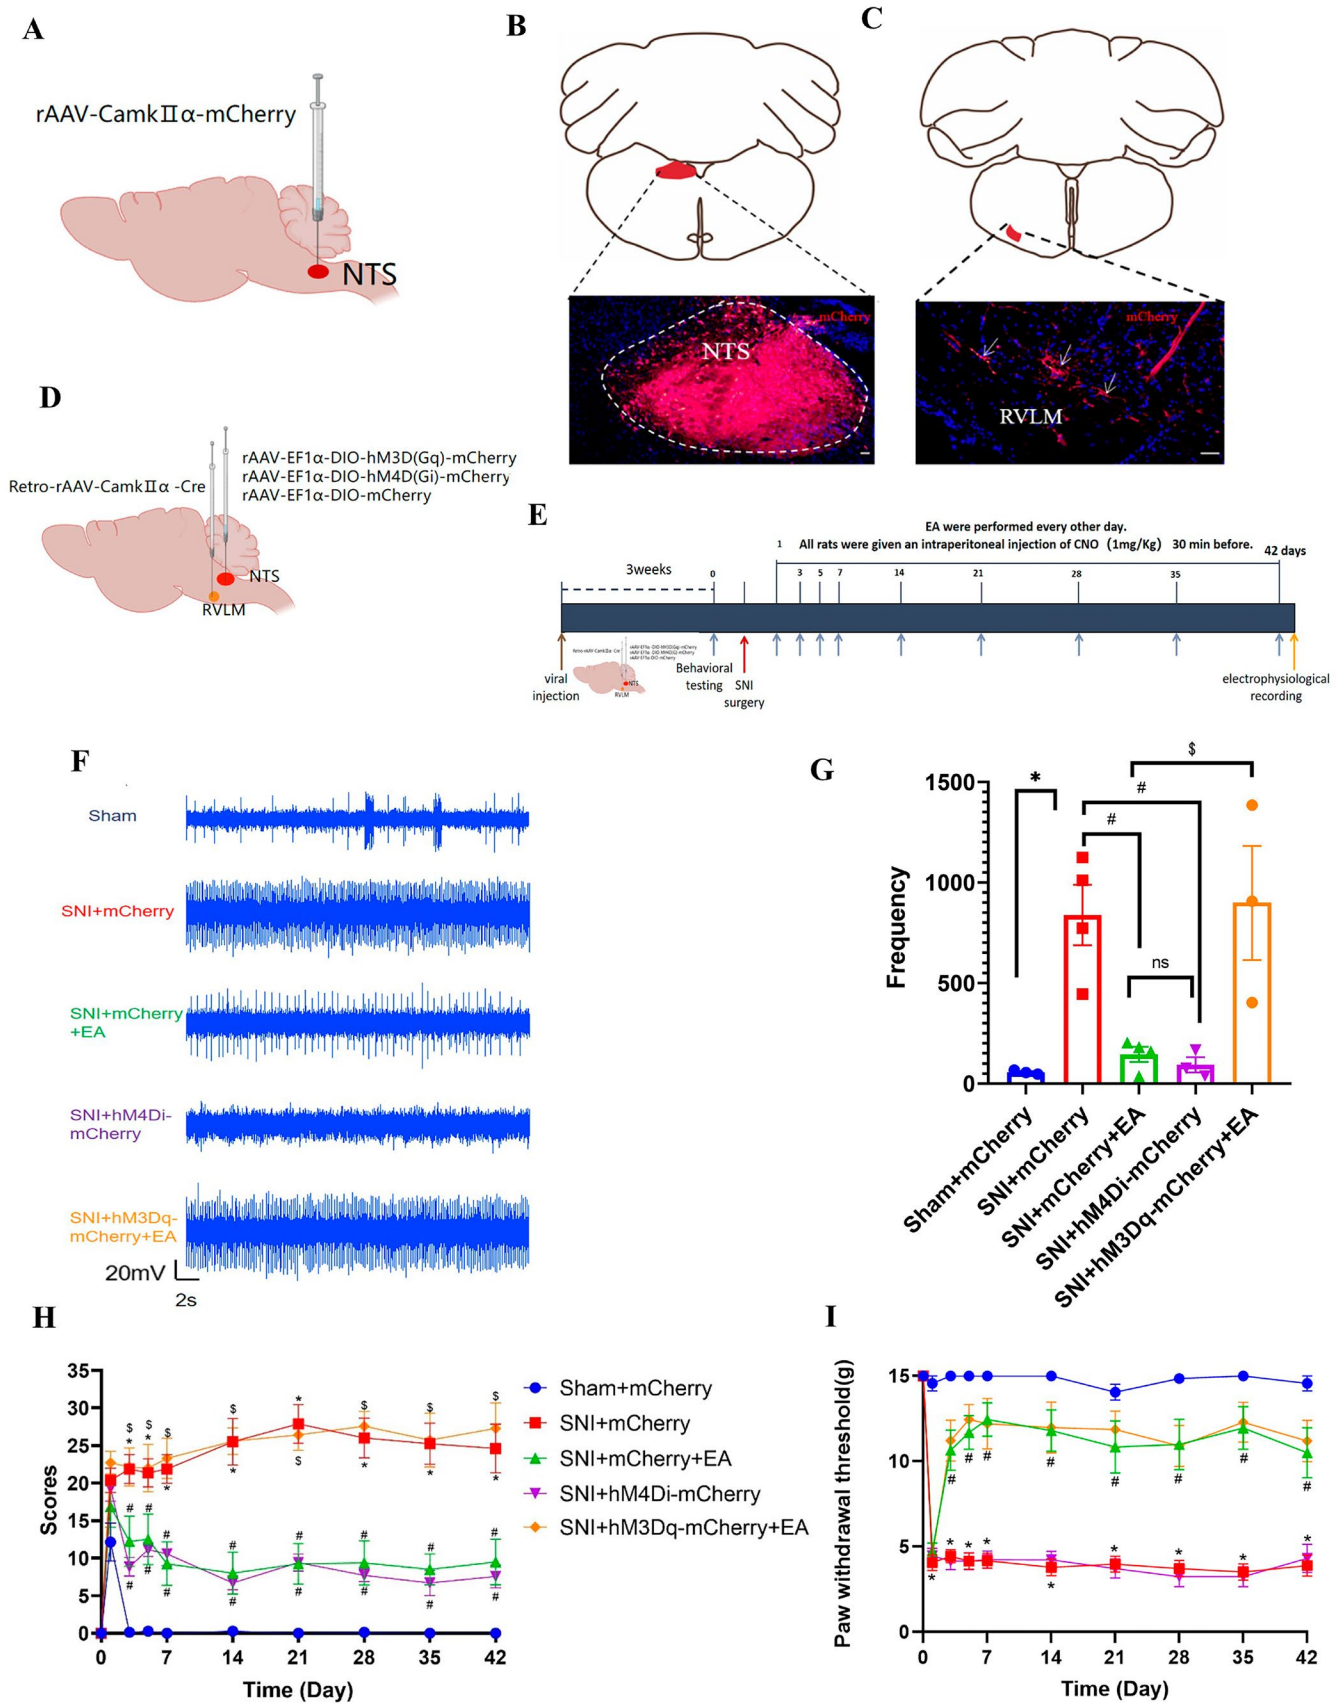 A
rAAV-CamkⅡα-mCherry
NTS
B
mCherry
NTS
C
mCherry
RVLM
D
Retro-rAAV-CamkⅡα -Cre
rAAV-EF1α-DIO-hM3D(Gq)-mCherry
rAAV-EF1α-DIO-hM4D(Gi)-mCherry
rAAV-EF1α-DIO-mCherry
NTS
RVLM
E
EA were performed every other day.
1 All rats were given an intraperitoneal injection of CNO (1mg/Kg) 30 min before.
42 days
3weeks
0 3 5 7 14 21 28 35
viral
injection
NTS
RVLM
Behavioral
testing
SNI
surgery
electrophysiological
recording
F
Sham
SNI+mCherry
SNI+mCherry
+EA
SNI+hM4Di-
mCherry
SNI+hM3Dq-
mCherry+EA
20mV
2s
G
Frequency
1500
1000
500
0
*
#
#
$
ns
Sham+mCherry
SNI+mCherry
SNI+mCherry+EA
SNI+hM4Di-mCherry
SNI+hM3Dq-mCherry+EA
H
Scores
35
30
25
20
15
10
5
0
$ $ $ $ * $ $ $
* * * * $ * * *
# # # # # # # #
# # # # # # # #
0 7 14 21 28 35 42
Time (Day)
Sham+mCherry
SNI+mCherry
SNI+mCherry+EA
SNI+hM4Di-mCherry
SNI+hM3Dq-mCherry+EA
I
Paw withdrawal threshold(g)
15
10
5
0
# # # # # # # #
* * * * * * * * *
0 7 14 21 28 35 42
Time (Day)